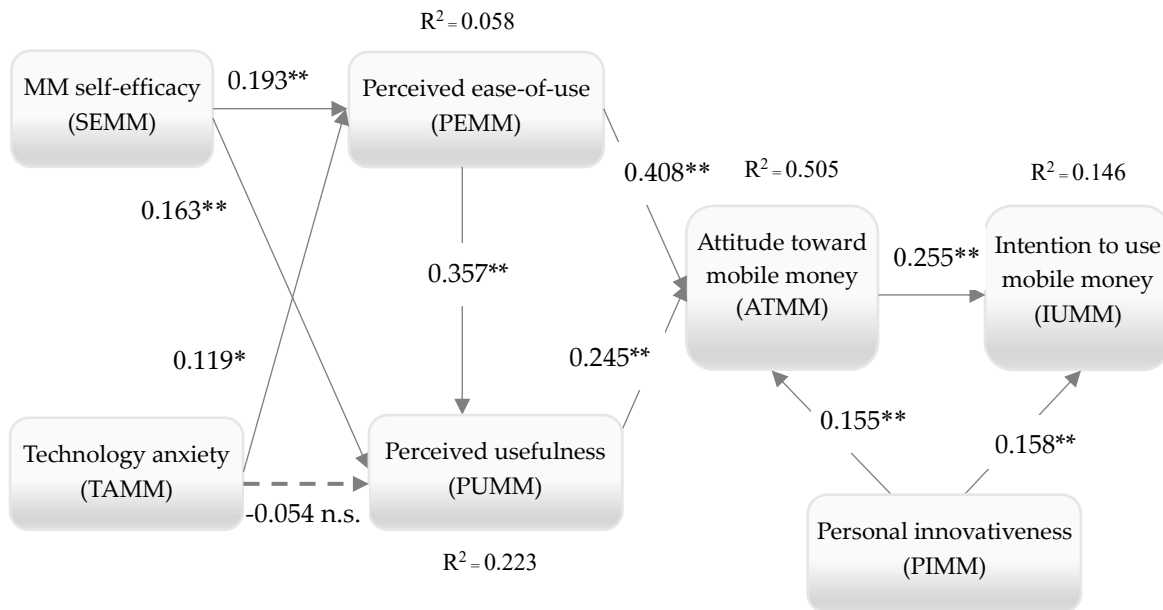 R² = 0.058
MM self-efficacy
(SEMM)
0.193**
Perceived ease-of-use
(PEMM)
0.408**
R² = 0.505
R² = 0.146
0.163**
0.357**
Attitude toward
mobile money
(ATMM)
0.255**
Intention to use
mobile money
(IUMM)
0.119*
0.245**
Technology anxiety
(TAMM)
-0.054 n.s.
Perceived usefulness
(PUMM)
R² = 0.223
0.155**
0.158**
Personal innovativeness
(PIMM)